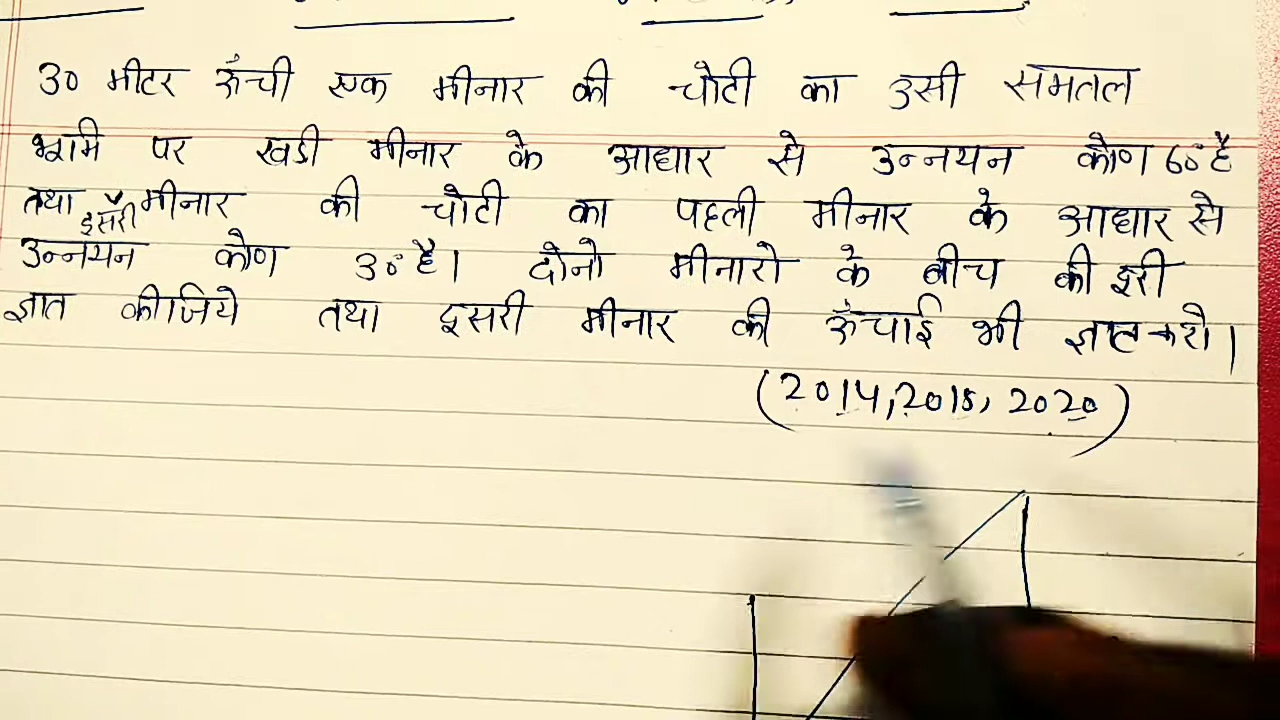 30 मीटर ऊँची एक मीनार की चोटी का उसी समतल
भूमि पर खडी मीनार के आधार से उन्नयन कोण 60° है
तथा दूसरी मीनार की चोटी का पहली मीनार के आधार से
उन्नयन कोण 30° है। दोनो मीनारो के बीच की दूरी
ज्ञात कीजिये तथा दूसरी मीनार की ऊँचाई भी ज्ञात करो।
(2014, 2018, 2020)